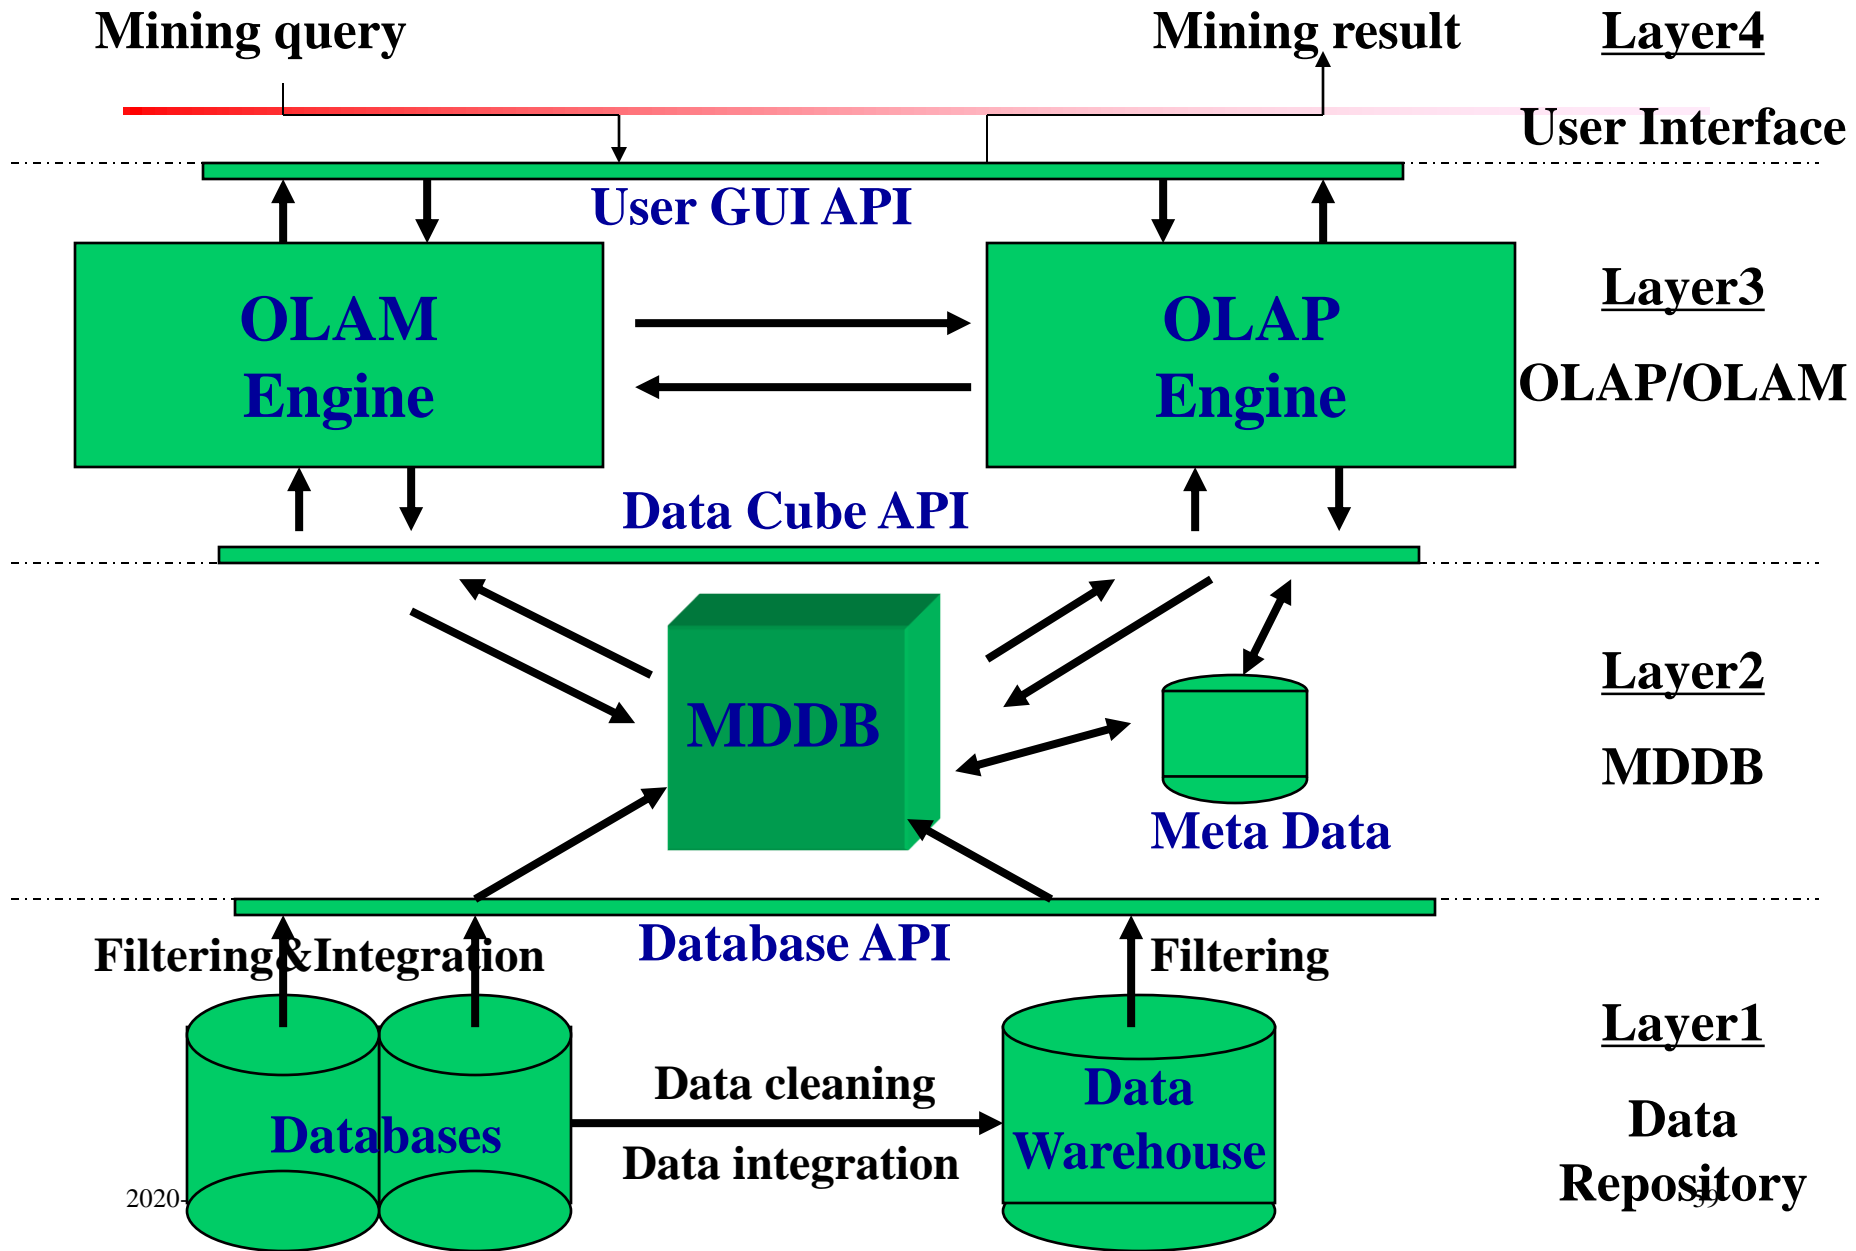 Mining query
Mining result
Layer4
User Interface
User GUI API
OLAM
Engine
OLAP
Engine
Layer3
OLAP/OLAM
Data Cube API
MDDB
Meta Data
Layer2
MDDB
Filtering&Integration
Database API
Filtering
Layer1
Data
Repository
Databases
Data cleaning
Data integration
Data
Warehouse
2020-
59